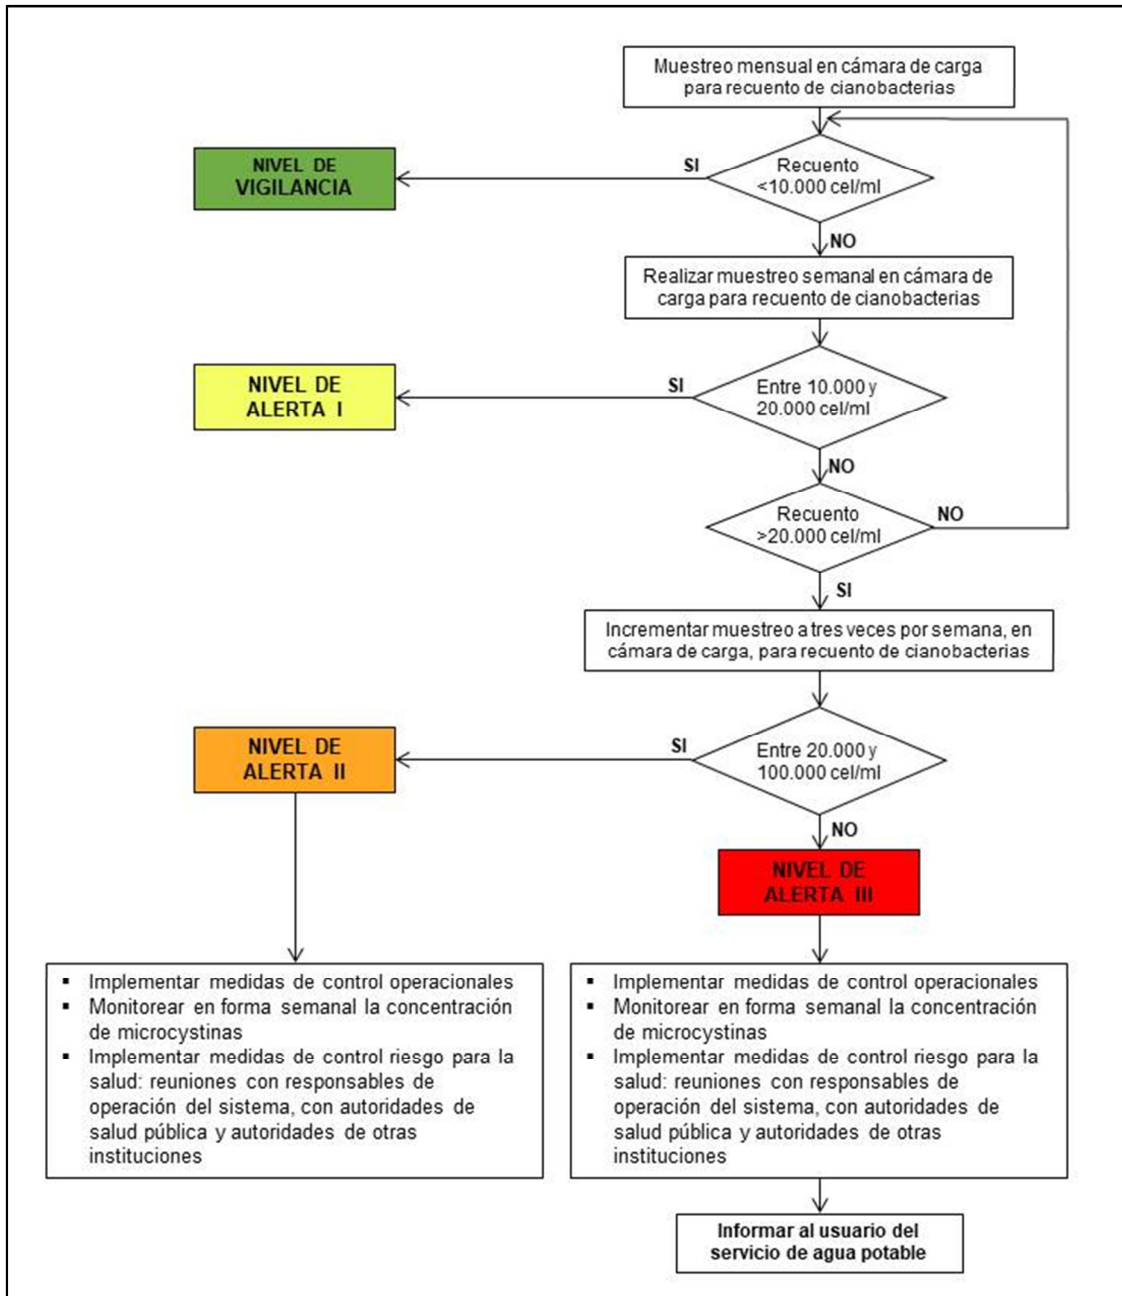 Muestreo mensual en cámara de carga
para recuento de cianobacterias
NIVEL DE
VIGILANCIA
SI
Recuento
<10.000 cel/ml
NO
Realizar muestreo semanal en cámara de
carga para recuento de cianobacterias
NIVEL DE
ALERTA I
SI
Entre 10.000 y
20.000 cel/ml
NO
Recuento
>20.000 cel/ml
NO
SI
Incrementar muestreo a tres veces por semana, en
cámara de carga, para recuento de cianobacterias
NIVEL DE
ALERTA II
SI
Entre 20.000 y
100.000 cel/ml
NO
NIVEL DE
ALERTA III
▪ Implementar medidas de control operacionales
▪ Monitorear en forma semanal la concentración
de microcystinas
▪ Implementar medidas de control riesgo para la
salud: reuniones con responsables de
operación del sistema, con autoridades de
salud pública y autoridades de otras
instituciones
▪ Implementar medidas de control operacionales
▪ Monitorear en forma semanal la concentración
de microcystinas
▪ Implementar medidas de control riesgo para la
salud: reuniones con responsables de
operación del sistema, con autoridades de
salud pública y autoridades de otras
instituciones
Informar al usuario del
servicio de agua potable